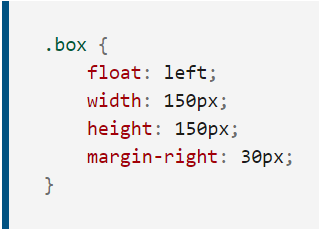 .box {
    float: left;
    width: 150px;
    height: 150px;
    margin-right: 30px;
}